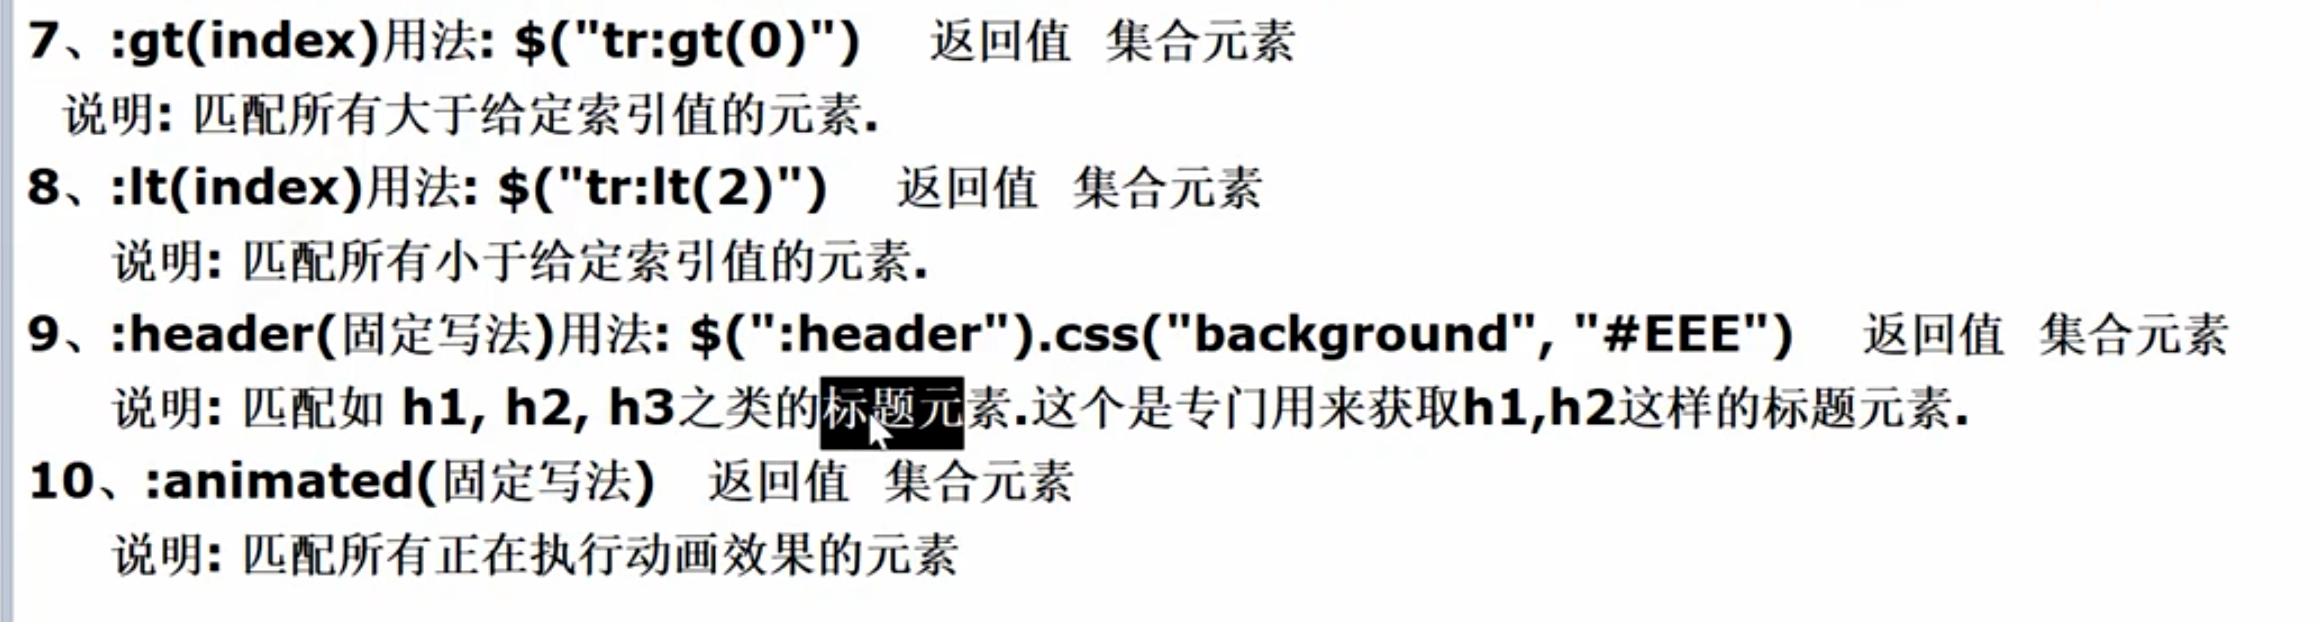 7、:gt(index)用法: $("tr:gt(0)") 返回值 集合元素
说明: 匹配所有大于给定索引值的元素.
8、:lt(index)用法: $("tr:lt(2)") 返回值 集合元素
说明: 匹配所有小于给定索引值的元素.
9、:header(固定写法)用法: $(":header").css("background", "#EEE") 返回值 集合元素
说明: 匹配如 h1, h2, h3之类的标题元素.这个是专门用来获取h1,h2这样的标题元素.
10、:animated(固定写法) 返回值 集合元素
说明: 匹配所有正在执行动画效果的元素